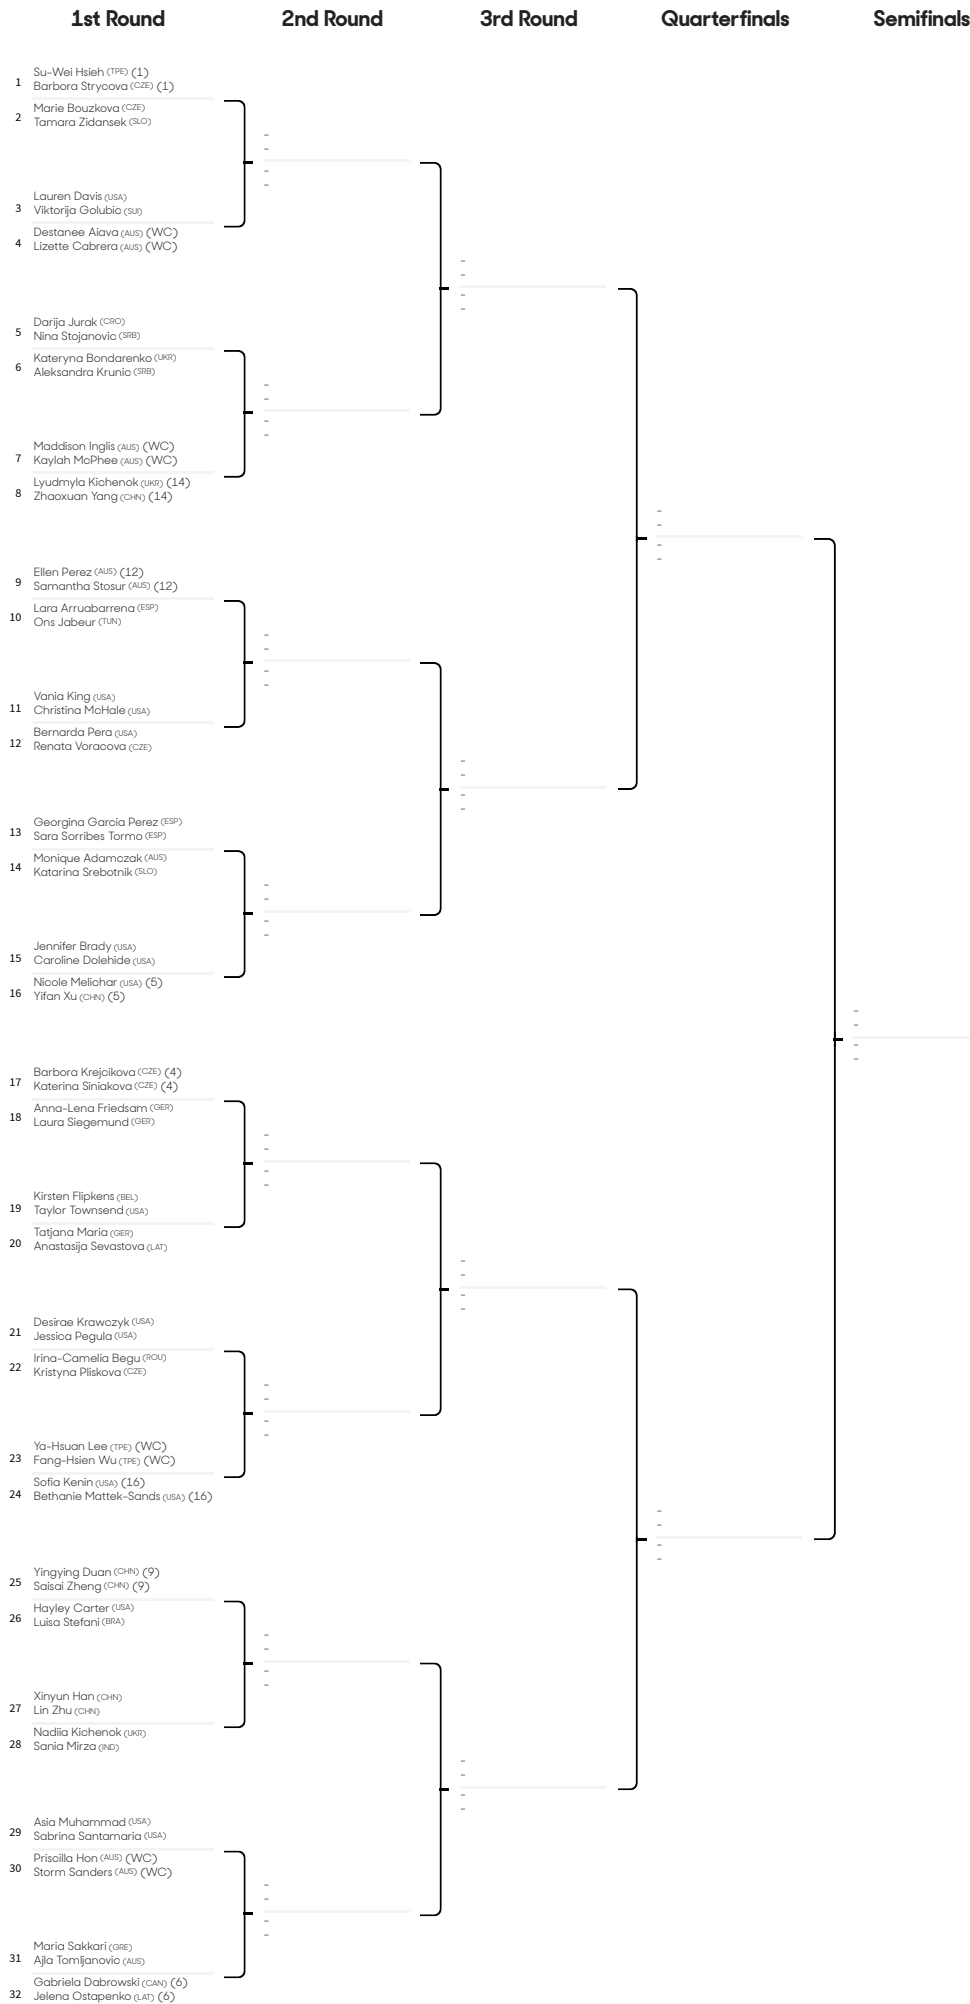 1st Round
2nd Round
3rd Round
Quarterfinals
Semifinals
1
Su-Wei Hsieh (TPE) (1)
Barbora Strycova (CZE) (1)
2
Marie Bouzkova (CZE)
Tamara Zidansek (SLO)
3
Lauren Davis (USA)
Viktorija Golubic (SUI)
4
Destanee Aiava (AUS) (WC)
Lizette Cabrera (AUS) (WC)
5
Darija Jurak (CRO)
Nina Stojanovic (SRB)
6
Kateryna Bondarenko (UKR)
Aleksandra Krunic (SRB)
7
Maddison Inglis (AUS) (WC)
Kaylah McPhee (AUS) (WC)
8
Lyudmyla Kichenok (UKR) (14)
Zhaoxuan Yang (CHN) (14)
9
Ellen Perez (AUS) (12)
Samantha Stosur (AUS) (12)
10
Lara Arruabarrena (ESP)
Ons Jabeur (TUN)
11
Vania King (USA)
Christina McHale (USA)
12
Bernarda Pera (USA)
Renata Voracova (CZE)
13
Georgina Garcia Perez (ESP)
Sara Sorribes Tormo (ESP)
14
Monique Adamczak (AUS)
Katarina Srebotnik (SLO)
15
Jennifer Brady (USA)
Caroline Dolehide (USA)
16
Nicole Melichar (USA) (5)
Yifan Xu (CHN) (5)
17
Barbora Krejcikova (CZE) (4)
Katerina Siniakova (CZE) (4)
18
Anna-Lena Friedsam (GER)
Laura Siegemund (GER)
19
Kirsten Flipkens (BEL)
Taylor Townsend (USA)
20
Tatjana Maria (GER)
Anastasija Sevastova (LAT)
21
Desirae Krawczyk (USA)
Jessica Pegula (USA)
22
Irina-Camelia Begu (ROU)
Kristyna Pliskova (CZE)
23
Ya-Hsuan Lee (TPE) (WC)
Fang-Hsien Wu (TPE) (WC)
24
Sofia Kenin (USA) (16)
Bethanie Mattek-Sands (USA) (16)
25
Yingying Duan (CHN) (9)
Saisai Zheng (CHN) (9)
26
Hayley Carter (USA)
Luisa Stefani (BRA)
27
Xinyun Han (CHN)
Lin Zhu (CHN)
28
Nadiia Kichenok (UKR)
Sania Mirza (IND)
29
Asia Muhammad (USA)
Sabrina Santamaria (USA)
30
Priscilla Hon (AUS) (WC)
Storm Sanders (AUS) (WC)
31
Maria Sakkari (GRE)
Ajla Tomljanovic (AUS)
32
Gabriela Dabrowski (CAN) (6)
Jelena Ostapenko (LAT) (6)